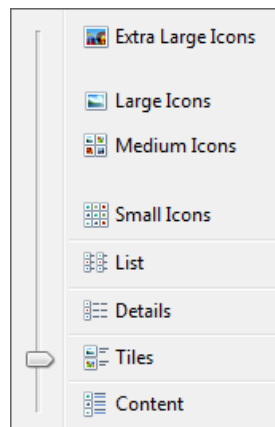 Extra Large Icons
Large Icons
Medium Icons
Small Icons
List
Details
Tiles
Content